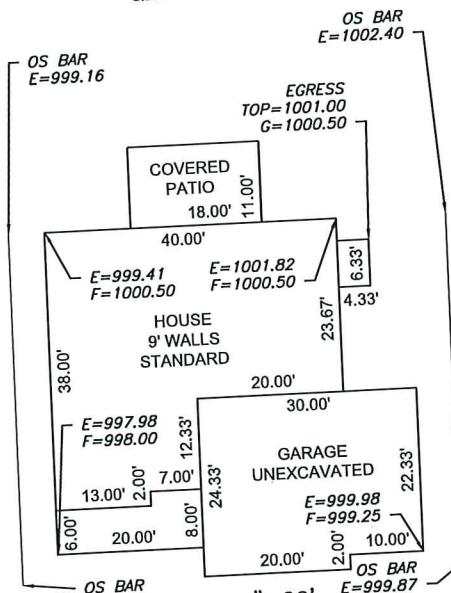 OS BAR
E=1002.40
OS BAR
E=999.16
EGRESS
TOP=1001.00
G=1000.50
COVERED
PATIO
18.00'
11.00'
40.00'
E=999.41
F=1000.50
E=1001.82
F=1000.50
6.33'
4.33'
HOUSE
9' WALLS
STANDARD
23.67'
38.00'
20.00'
30.00'
E=997.98
F=998.00
12.33'
GARAGE
UNEXCAVATED
22.33'
24.33'
7.00'
2.00'
13.00'
E=999.98
F=999.25
6.00'
20.00'
8.00'
10.00'
2.00'
20.00'
OS BAR
OS BAR
E=999.87